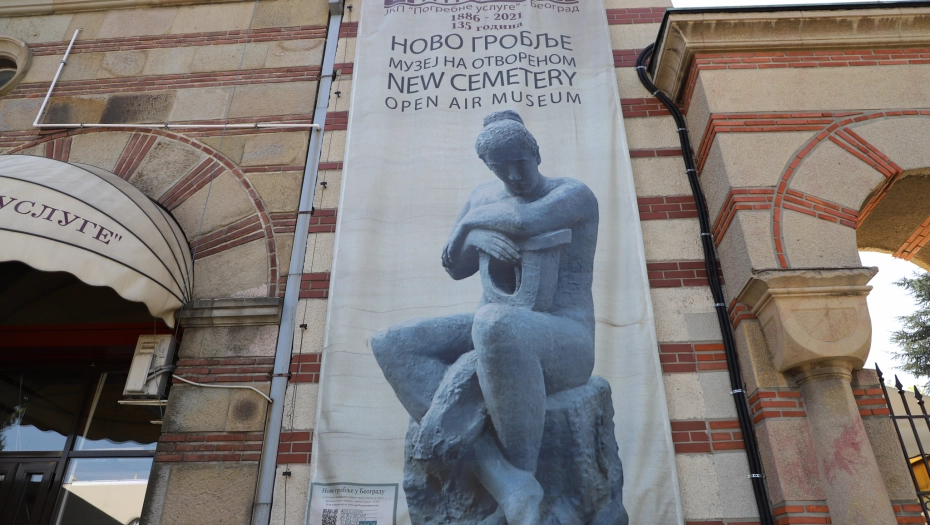 ЈКП "Погребне услуге" - Београд
1886 - 2021
135 година
НОВО ГРОБЉЕ
МУЗЕЈ НА ОТВОРЕНОМ
NEW CEMETERY
OPEN AIR MUSEUM
УСЛУГЕ"
Ново гробље у Београду